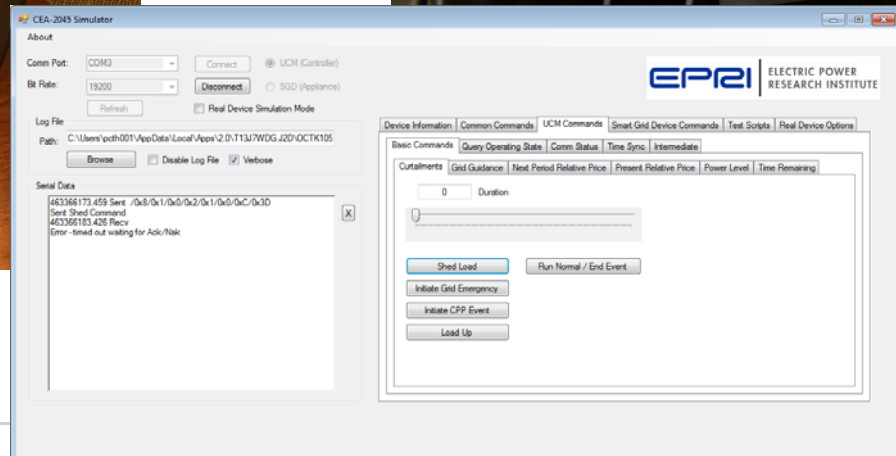 CEA-2045 Simulator
About
Comm Port: COM3 Connect UCM (Controller)
Bit Rate: 19200 Disconnect SGD (Appliance)
Refresh Real Device Simulation Mode
EPRI ELECTRIC POWER
RESEARCH INSTITUTE
Log File
Path: C:\Users\pcth001\AppData\Local\Apps\2.0\T13J7WDG.J2D\OCTK105
Browse Disable Log File Verbose
Serial Data
463366173.459 Sent /0x8/0x1/0x0/0x2/0x1/0x0/0xC/0x3D
Sent Shed Command
463366183.426 Recv
Error - timed out waiting for Ack/Nak
X
Device Information Common Commands UCM Commands Smart Grid Device Commands Test Scripts Real Device Options
Basic Commands Query Operating State Comm Status Time Sync Intermediate
Curtailments Grid Guidance Next Period Relative Price Present Relative Price Power Level Time Remaining
0 Duration
Shed Load Run Normal / End Event
Initiate Grid Emergency
Initiate CPP Event
Load Up